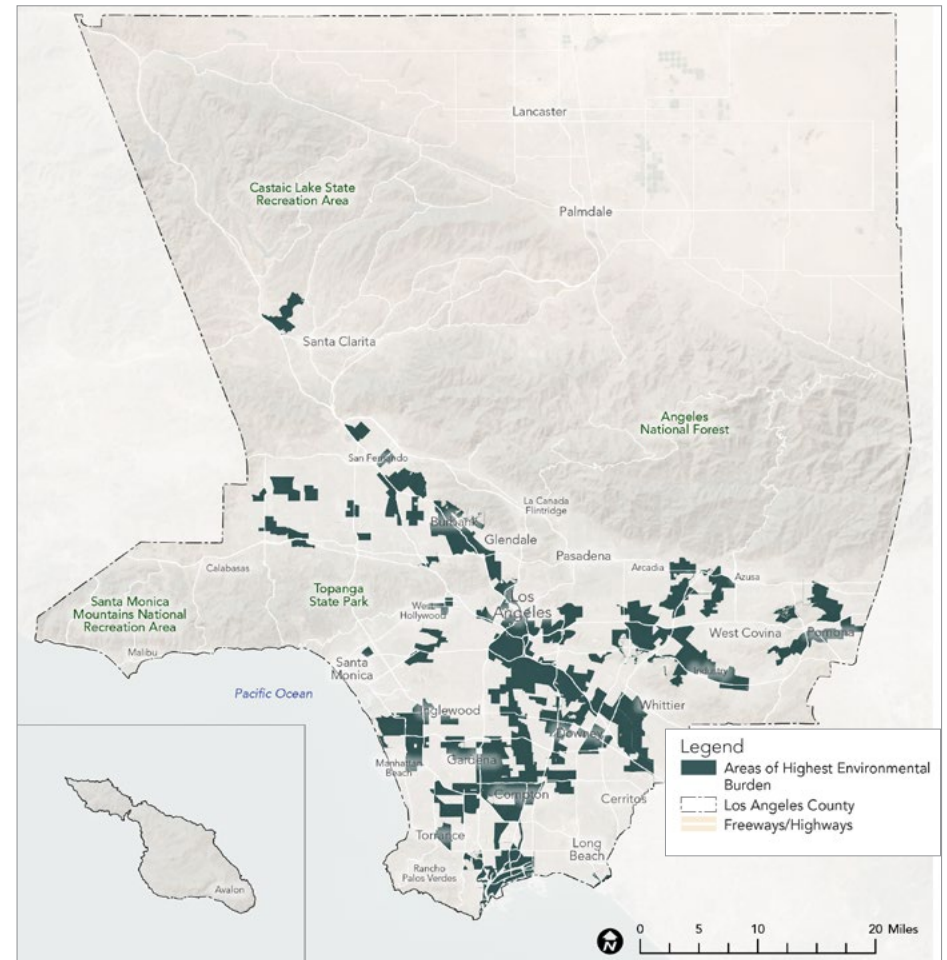 Lancaster
Castaic Lake State
Recreation Area
Palmdale
Santa Clarita
Angeles
National Forest
San Fernando
La Canada
Flintridge
Burbank
Glendale
Pasadena
Arcadia
Azusa
Calabasas
Topanga
State Park
Santa Monica
Mountains National
Recreation Area
West
Hollywood
Los
Angeles
West Covina
Pomona
Malibu
Santa
Monica
Industry
Pacific Ocean
Inglewood
Whittier
Downey
Manhattan
Beach
Gardena
Compton
Cerritos
Torrance
Long
Beach
Rancho
Palos Verdes
Avalon
Legend
Areas of Highest Environmental
Burden
Los Angeles County
Freeways/Highways
0 5 10 20 Miles